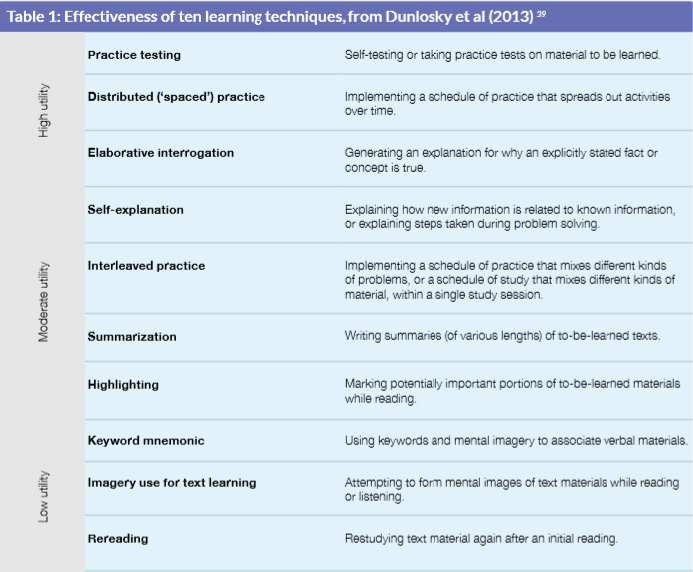 Table 1: Effectiveness of ten learning techniques, from Dunlosky et al (2013) 39
High utility
Practice testing
Self-testing or taking practice tests on material to be learned.
Distributed (‘spaced’) practice
Implementing a schedule of practice that spreads out activities
over time.
Elaborative interrogation
Generating an explanation for why an explicitly stated fact or
concept is true.
Moderate utility
Self-explanation
Explaining how new information is related to known information,
or explaining steps taken during problem solving.
Interleaved practice
Implementing a schedule of practice that mixes different kinds
of problems, or a schedule of study that mixes different kinds of
material, within a single study session.
Summarization
Writing summaries (of various lengths) of to-be-learned texts.
Highlighting
Marking potentially important portions of to-be-learned materials
while reading.
Low utility
Keyword mnemonic
Using keywords and mental imagery to associate verbal materials.
Imagery use for text learning
Attempting to form mental images of text materials while reading
or listening.
Rereading
Restudying text material again after an initial reading.